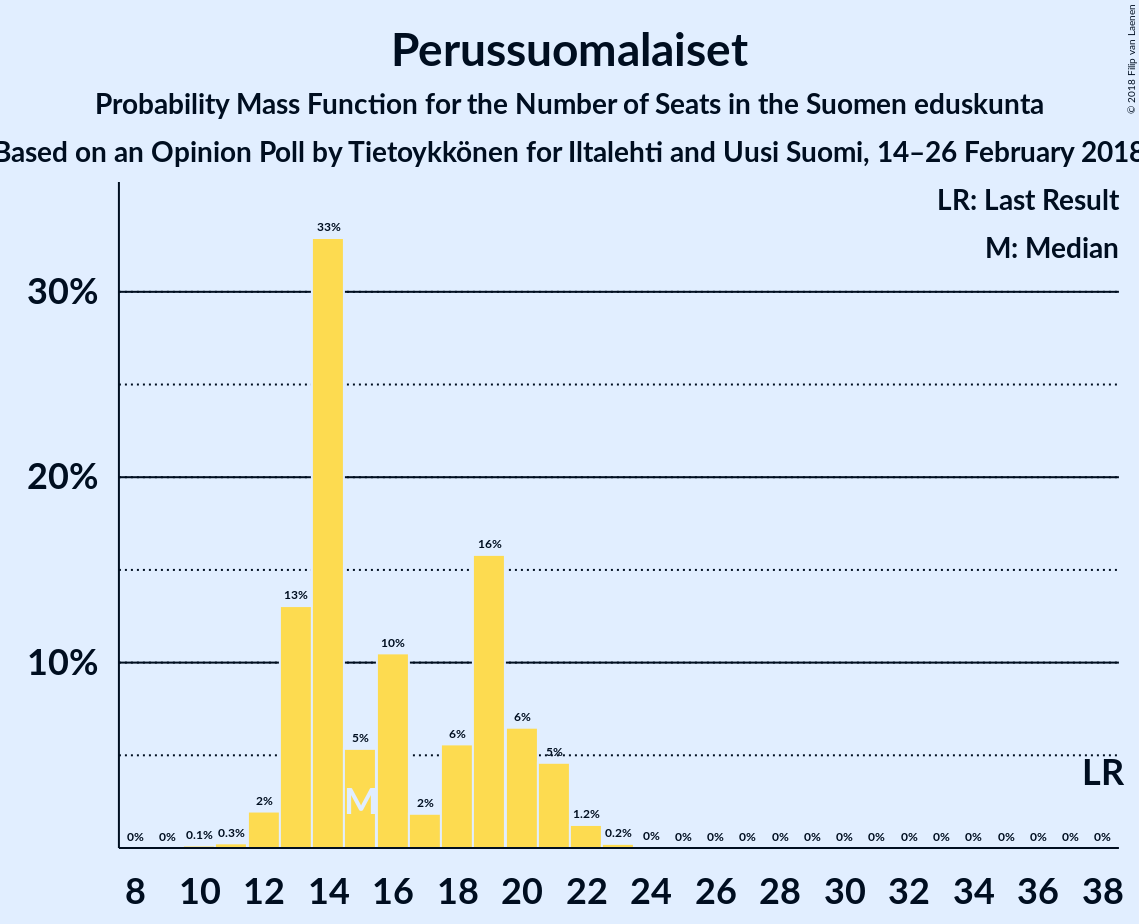 Perussuomalaiset
Probability Mass Function for the Number of Seats in the Suomen eduskunta
Based on an Opinion Poll by Tietoykkönen for Iltalehti and Uusi Suomi, 14–26 February 2018
© 2018 Filip van Laenen
LR: Last Result
M: Median
30%
20%
10%
0% 0% 0.1% 0.3% 2% 13% 33% 5% 10% 2% 6% 16% 6% 5% 1.2% 0.2% 0% 0% 0% 0% 0% 0% 0% 0% 0% 0% 0% 0% 0% 0% 0%
M
LR
8 10 12 14 16 18 20 22 24 26 28 30 32 34 36 38